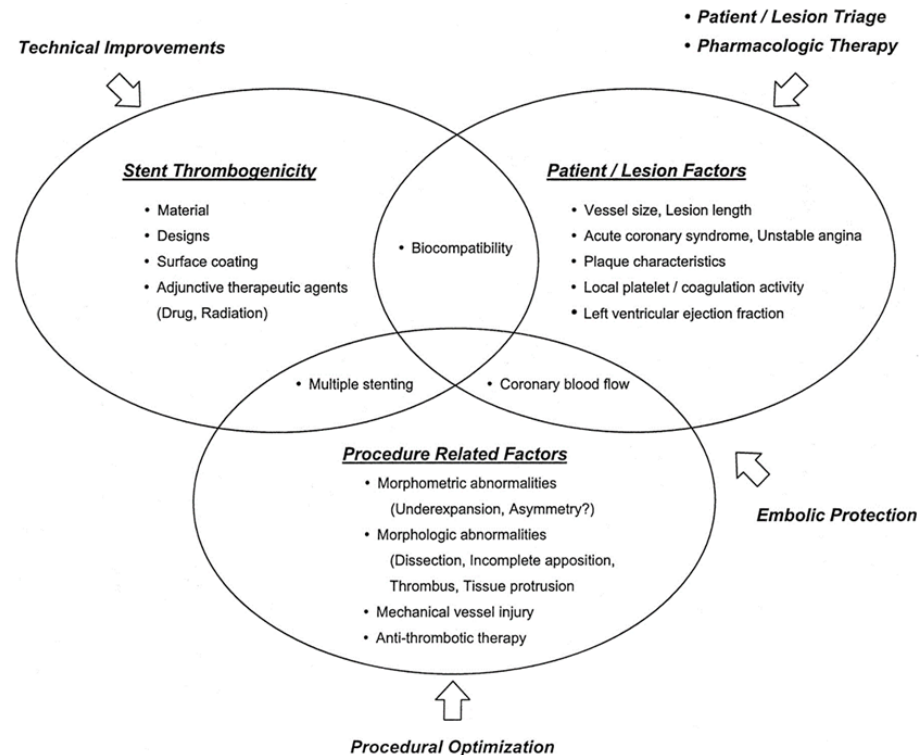 • Patient / Lesion Triage
Technical Improvements
• Pharmacologic Therapy
Stent Thrombogenicity
• Material
• Designs
• Surface coating
• Adjunctive therapeutic agents
(Drug, Radiation)
• Biocompatibility
Patient / Lesion Factors
• Vessel size, Lesion length
• Acute coronary syndrome, Unstable angina
• Plaque characteristics
• Local platelet / coagulation activity
• Left ventricular ejection fraction
• Multiple stenting
• Coronary blood flow
Procedure Related Factors
• Morphometric abnormalities
(Underexpansion, Asymmetry?)
• Morphologic abnormalities
(Dissection, Incomplete apposition,
Thrombus, Tissue protrusion
• Mechanical vessel injury
• Anti-thrombotic therapy
Embolic Protection
Procedural Optimization